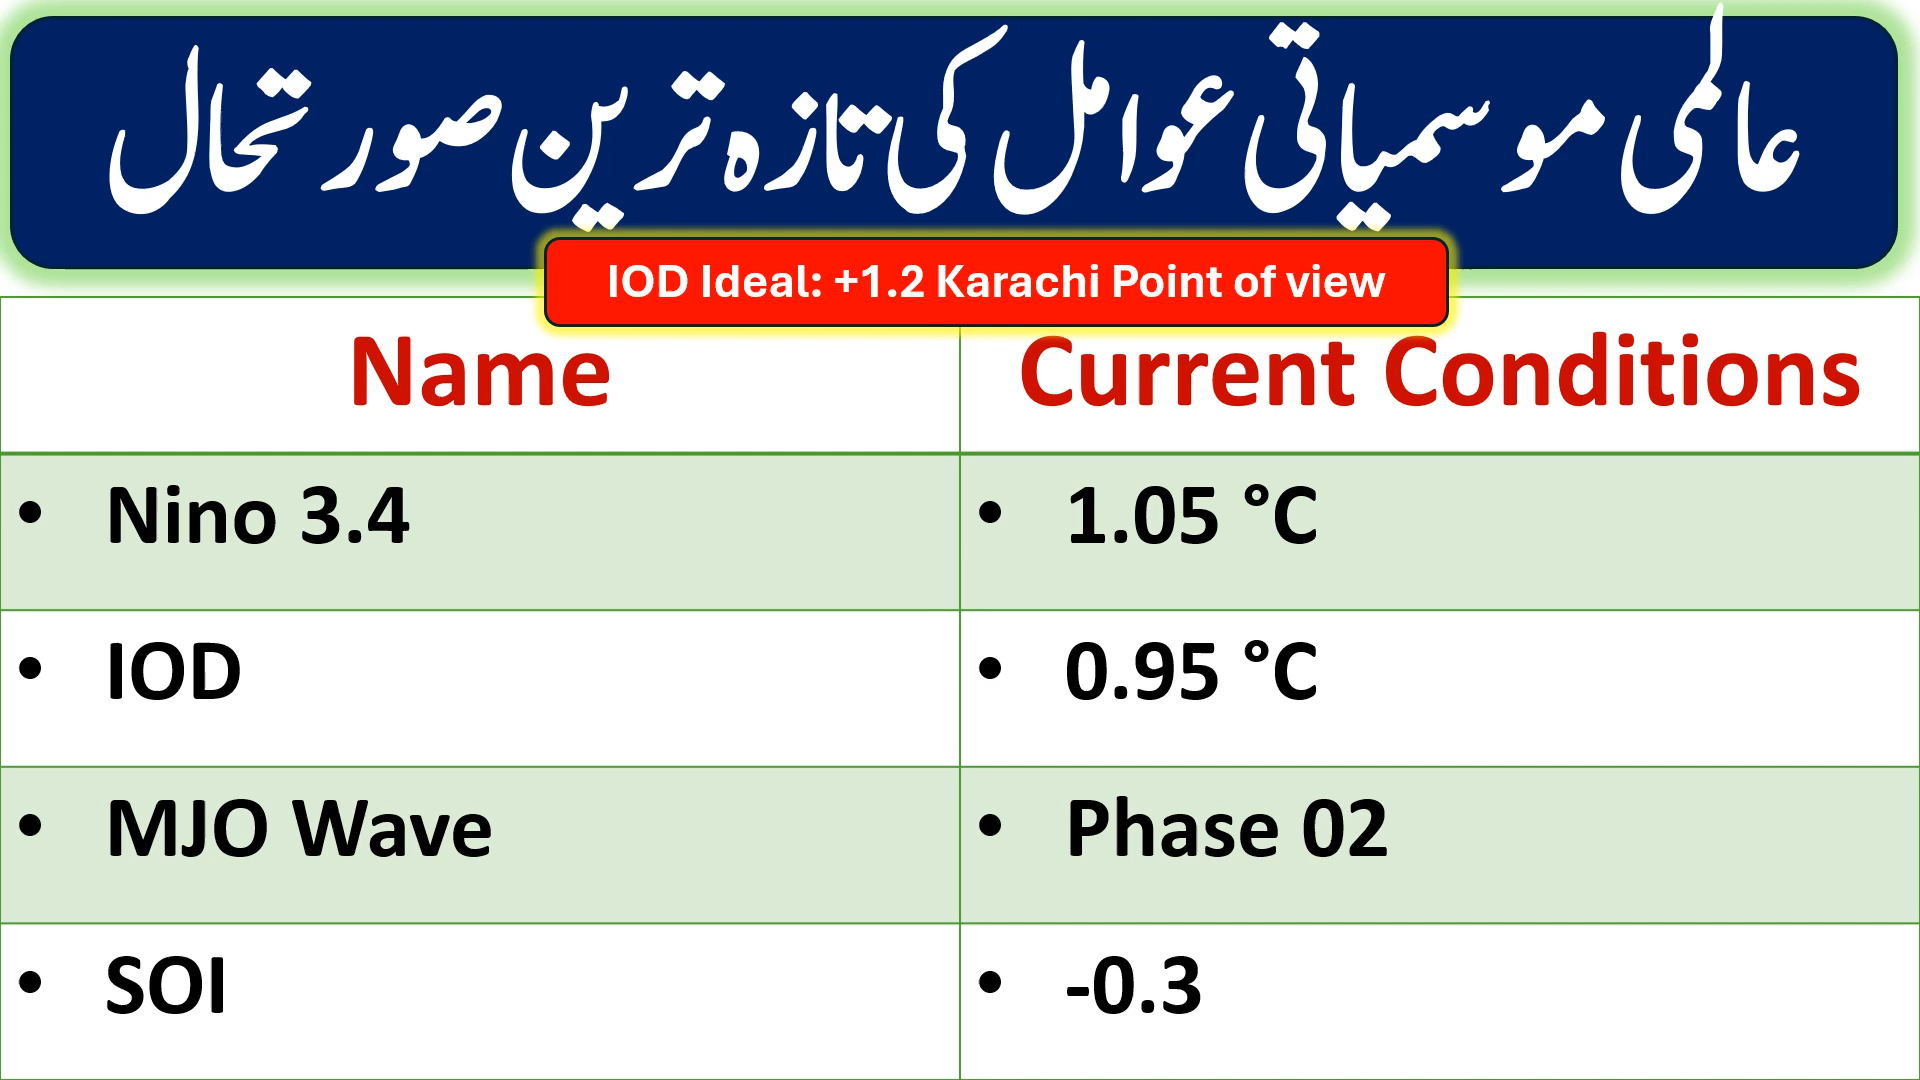 عالمی موسمیاتی عوامل کی تازہ ترین صورتحال
IOD Ideal: +1.2 Karachi Point of view
Name Current Conditions
• Nino 3.4 • 1.05 °C
• IOD • 0.95 °C
• MJO Wave • Phase 02
• SOI • -0.3